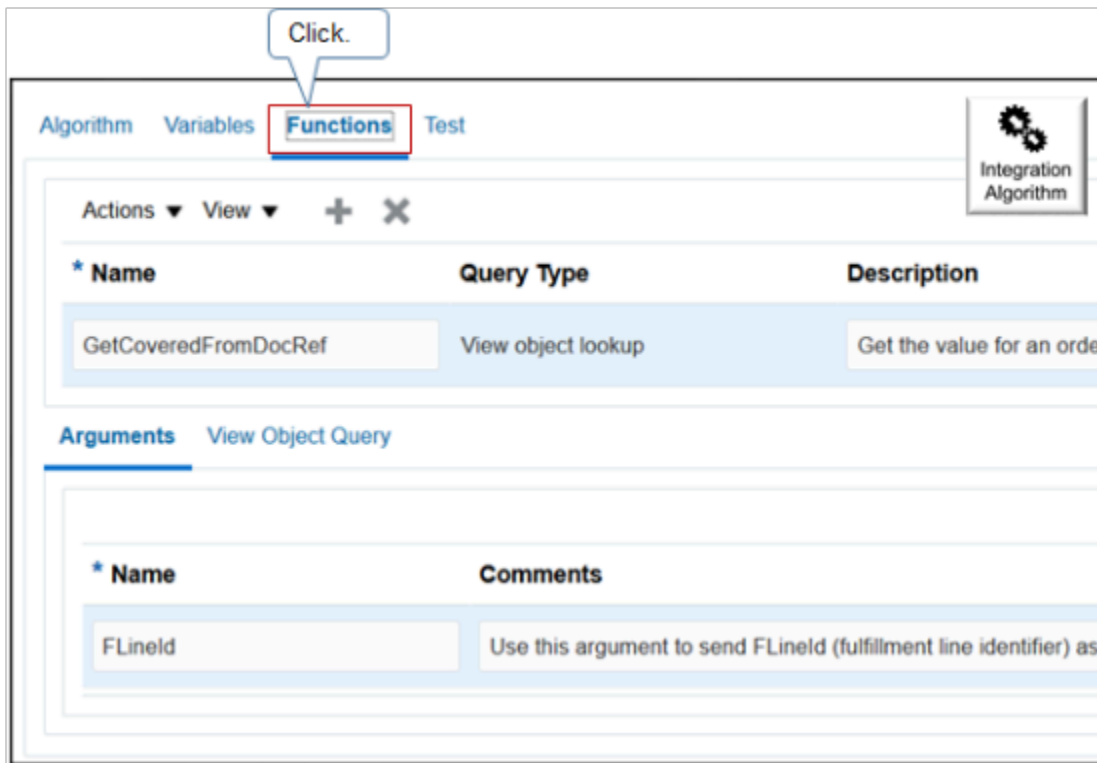 Click.
Algorithm Variables Functions Test
Integration
Algorithm
Actions View
* Name Query Type Description
GetCoveredFromDocRef View object lookup Get the value for an orde
Arguments View Object Query
* Name Comments
FLineId Use this argument to send FLineId (fulfillment line identifier) as